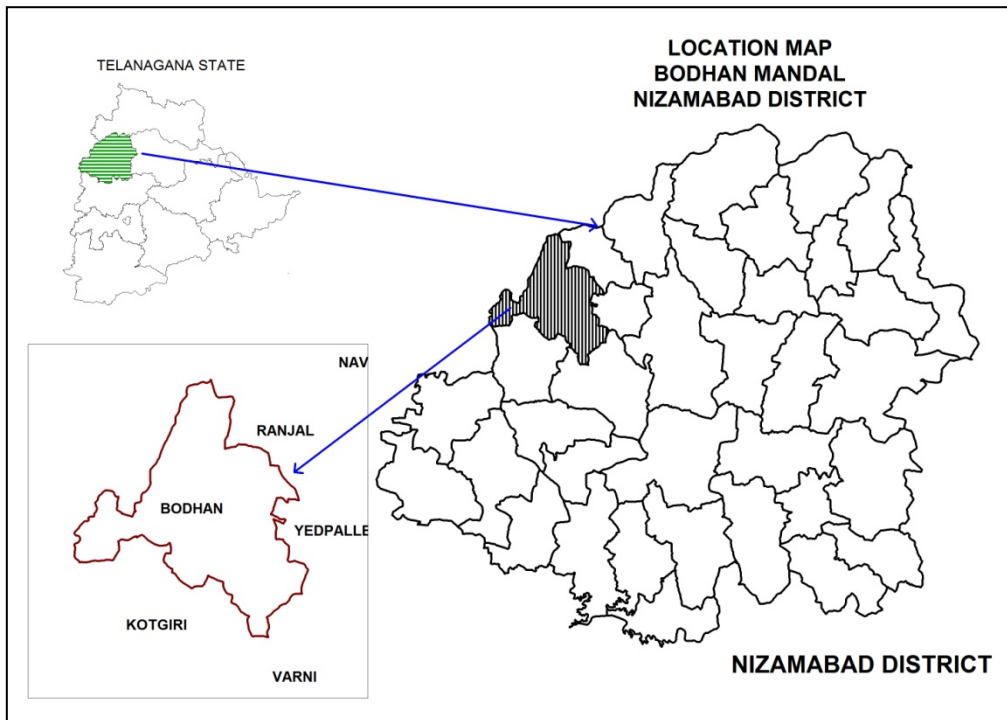 TELANAGANA STATE
LOCATION MAP
BODHAN MANDAL
NIZAMABAD DISTRICT
NAV
RANJAL
BODHAN
YEDPALLE
KOTGIRI
VARNI
NIZAMABAD DISTRICT